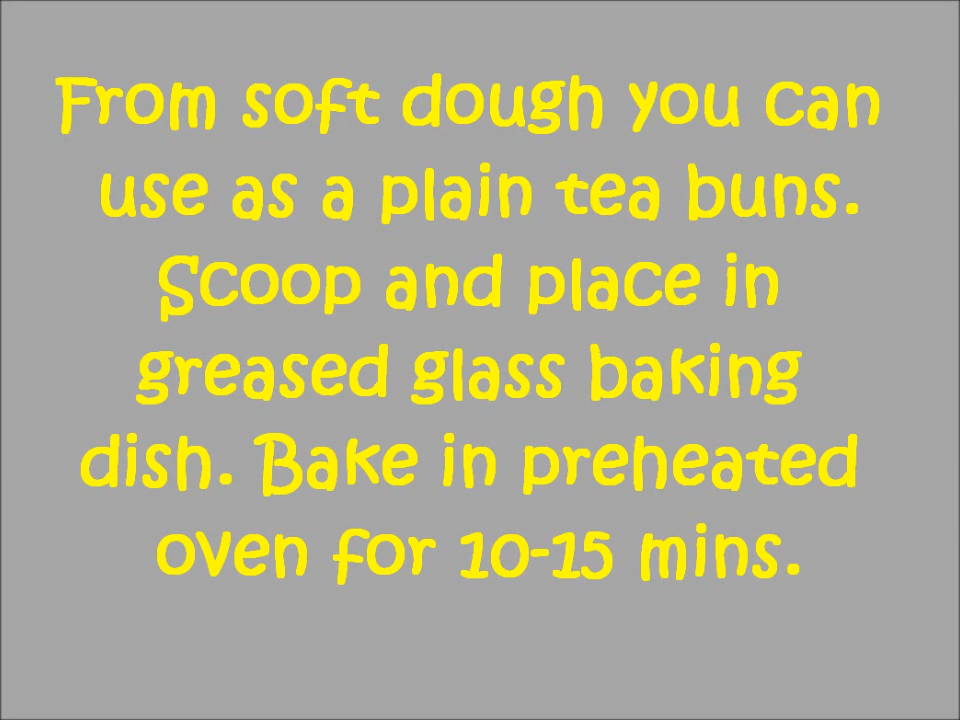 From soft dough you can
use as a plain tea buns.
Scoop and place in
greased glass baking
dish. Bake in preheated
oven for 10-15 mins.